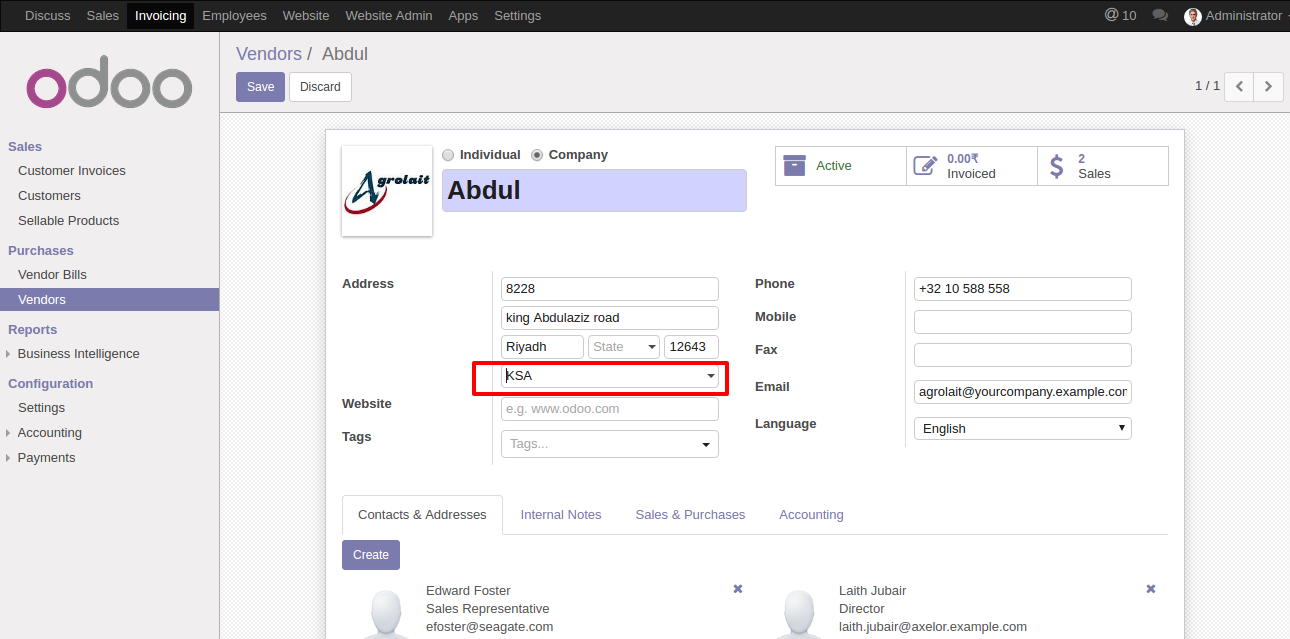 Discuss Sales Invoicing Employees Website Website Admin Apps Settings @ 10 Administrator
odoo
Vendors / Abdul
Save Discard
1 / 1
Sales
Customer Invoices
Customers
Sellable Products
Purchases
Vendor Bills
Vendors
Reports
Business Intelligence
Configuration
Settings
Accounting
Payments
Agrolait
Individual Company
Abdul
Active
0.00₹
Invoiced
2
Sales
Address
8228
king Abdulaziz road
Riyadh State 12643
KSA
Website e.g. www.odoo.com
Tags Tags...
Phone +32 10 588 558
Mobile
Fax
Email agrolait@yourcompany.example.com
Language English
Contacts & Addresses Internal Notes Sales & Purchases Accounting
Create
Edward Foster
Sales Representative
efoster@seagate.com
Laith Jubair
Director
laith.jubair@axelor.example.com